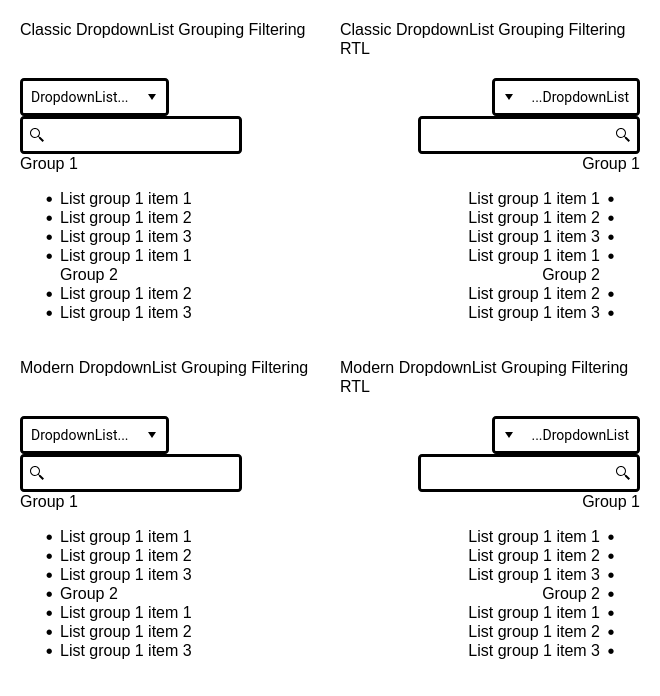 Classic DropdownList Grouping Filtering
DropdownList...
Group 1
List group 1 item 1
List group 1 item 2
List group 1 item 3
List group 1 item 1
Group 2
List group 1 item 2
List group 1 item 3
Classic DropdownList Grouping Filtering
RTL
...DropdownList
Group 1
List group 1 item 1
List group 1 item 2
List group 1 item 3
List group 1 item 1
Group 2
List group 1 item 2
List group 1 item 3
Modern DropdownList Grouping Filtering
DropdownList...
Group 1
List group 1 item 1
List group 1 item 2
List group 1 item 3
Group 2
List group 1 item 1
List group 1 item 2
List group 1 item 3
Modern DropdownList Grouping Filtering
RTL
...DropdownList
Group 1
List group 1 item 1
List group 1 item 2
List group 1 item 3
Group 2
List group 1 item 1
List group 1 item 2
List group 1 item 3